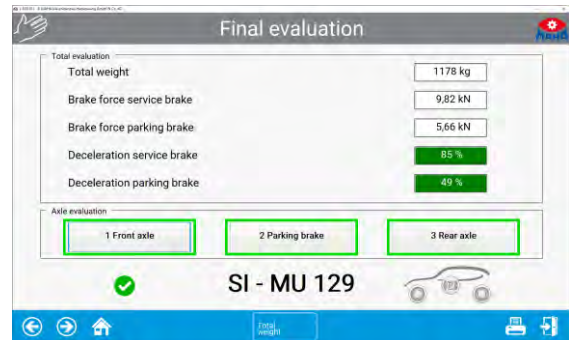 Final evaluation
MAHA
Total evaluation
Total weight 1178 kg
Brake force service brake 9,82 kN
Brake force parking brake 5,66 kN
Deceleration service brake 85 %
Deceleration parking brake 49 %
Axle evaluation
1 Front axle 2 Parking brake 3 Rear axle
SI - MU 129
Total
weight